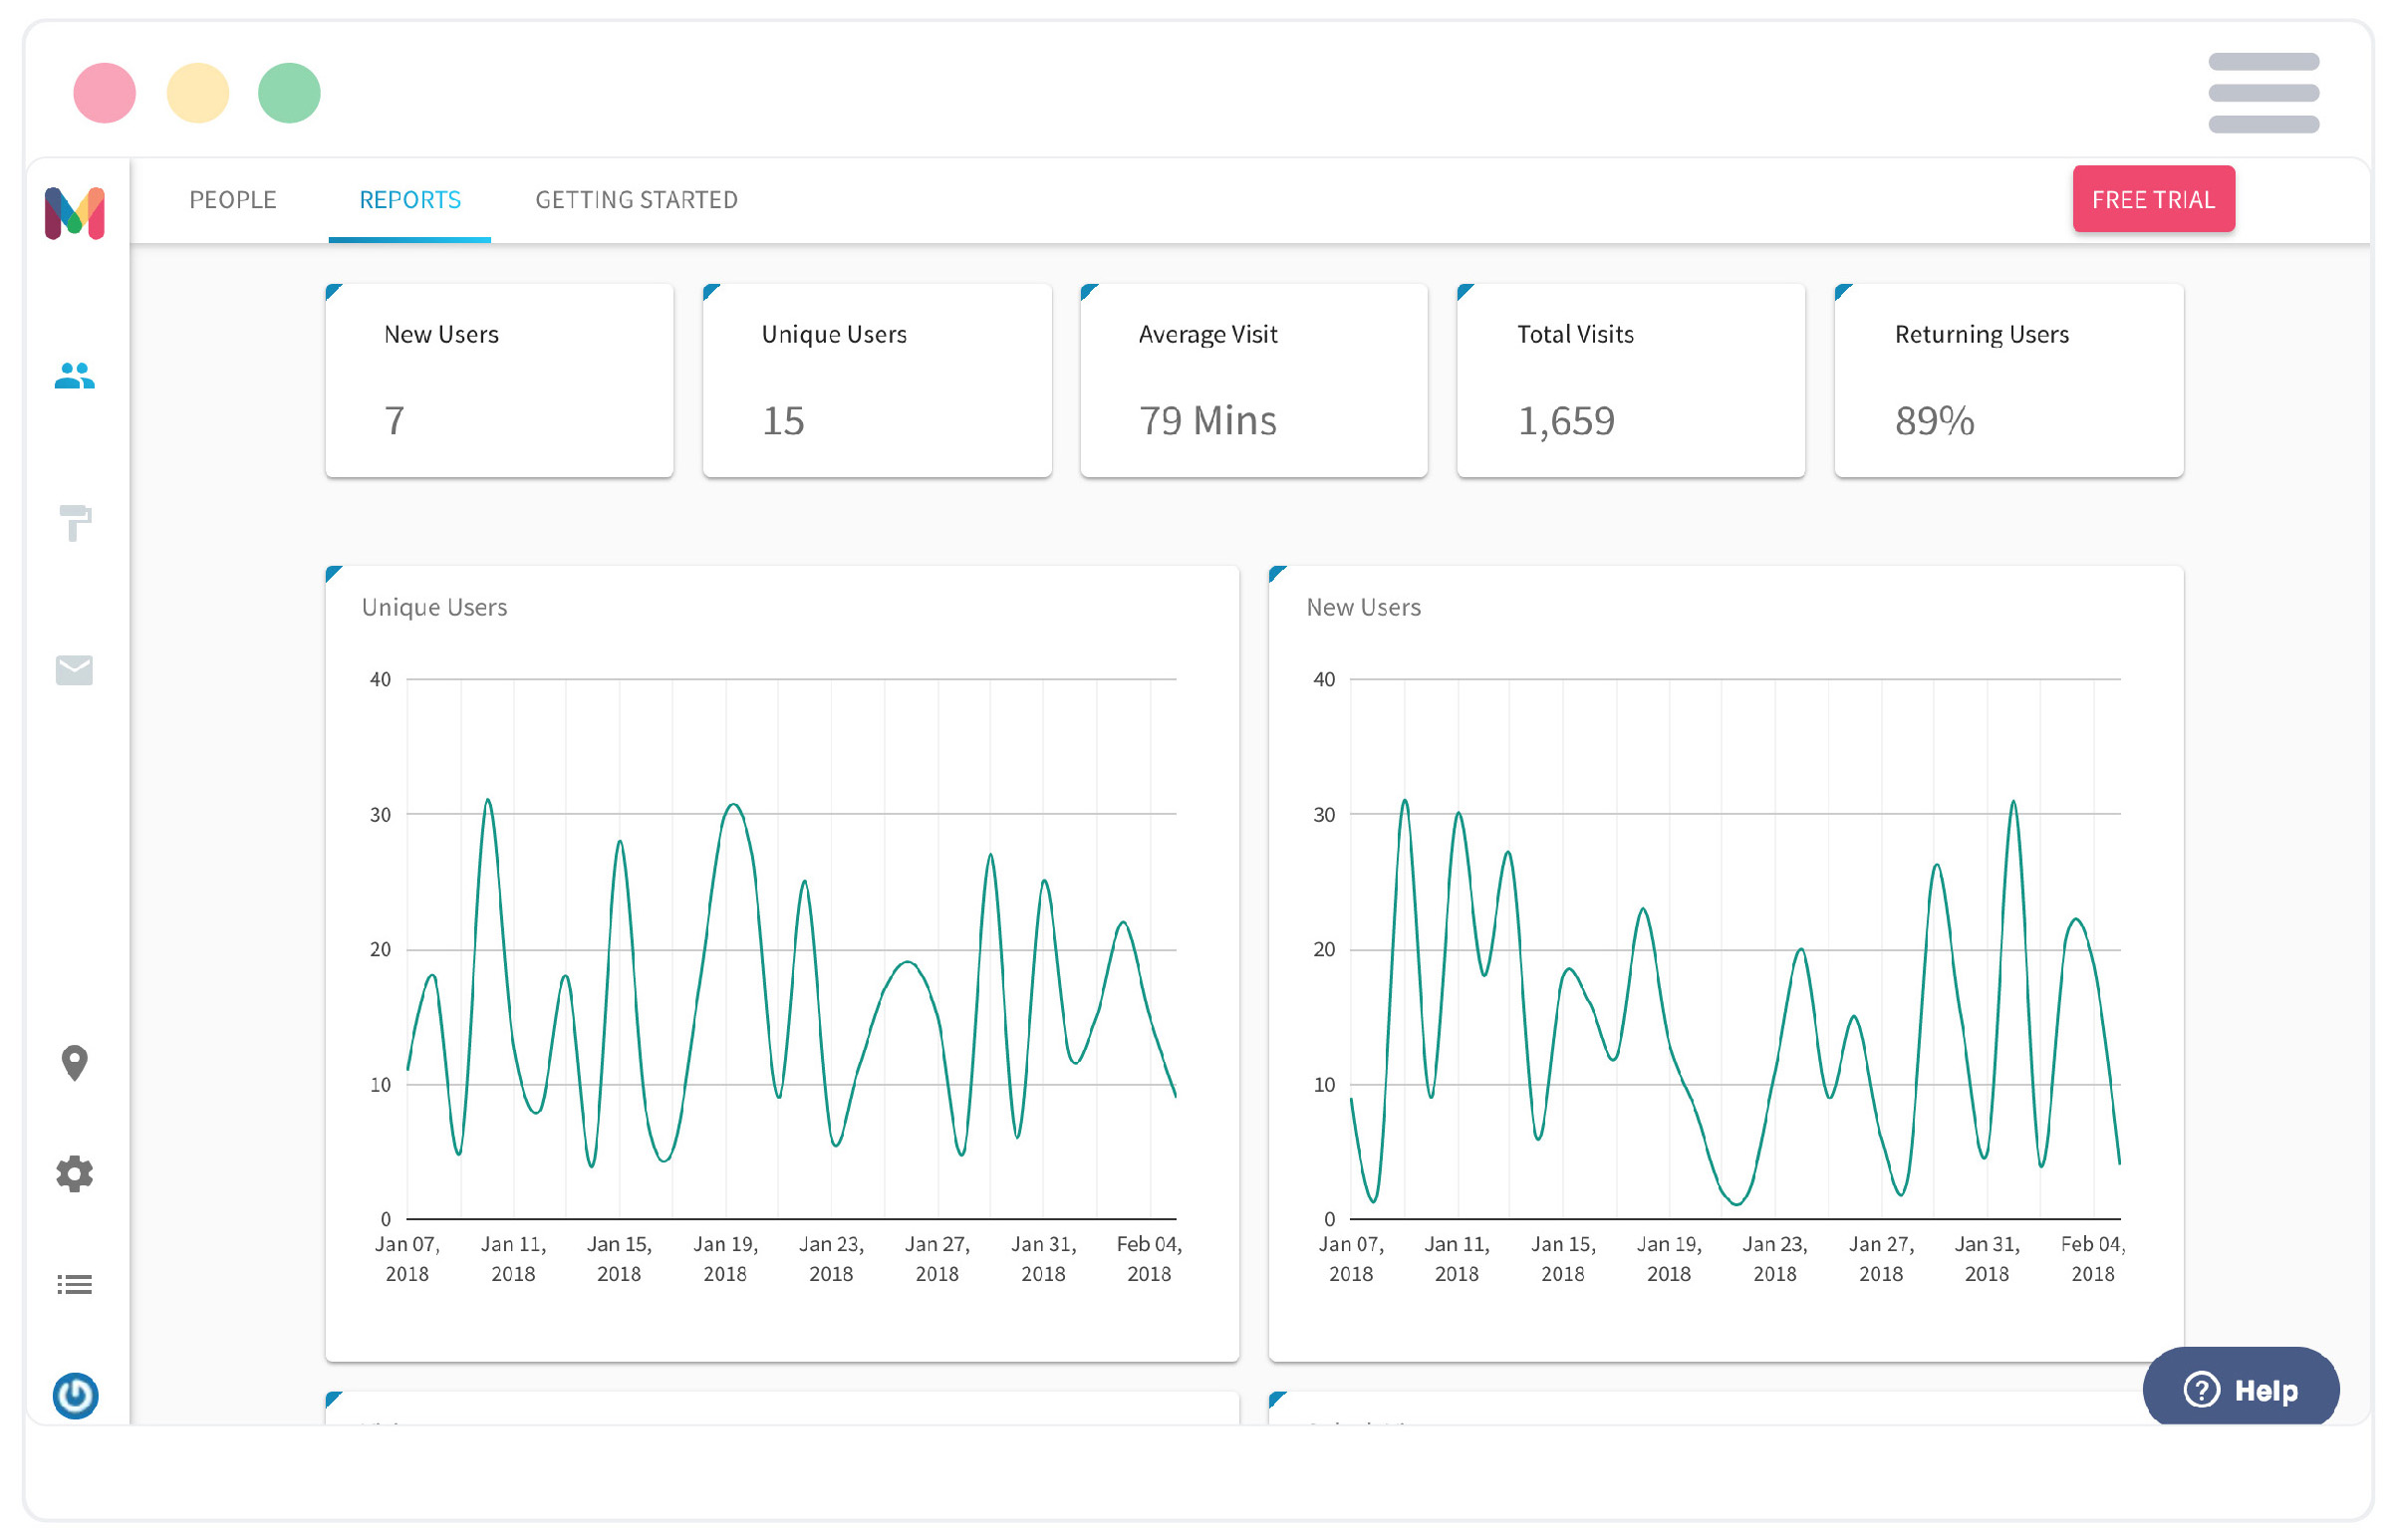 PEOPLE
REPORTS
GETTING STARTED
FREE TRIAL
New Users
7
Unique Users
15
Average Visit
79 Mins
Total Visits
1,659
Returning Users
89%
Unique Users
40
30
20
10
0
Jan 07, Jan 11, Jan 15, Jan 19, Jan 23, Jan 27, Jan 31, Feb 04,
2018 2018 2018 2018 2018 2018 2018 2018
New Users
40
30
20
10
0
Jan 07, Jan 11, Jan 15, Jan 19, Jan 23, Jan 27, Jan 31, Feb 04,
2018 2018 2018 2018 2018 2018 2018 2018
Help